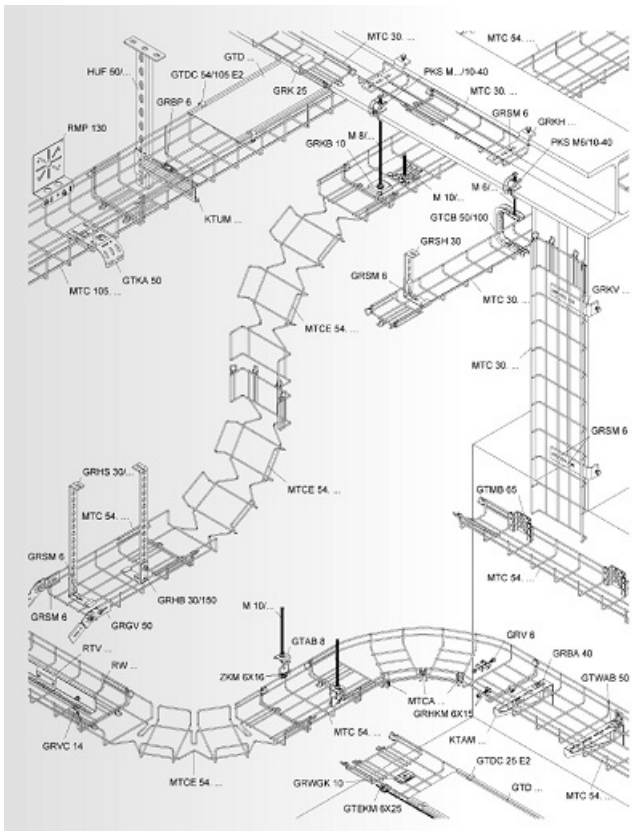 MTC 30. ...
GTD ...
MTC 54. ...
HUF 50/...
GTDC 54/105 E2
PKS M.../10-40
GRK 25
MTC 30. ...
GRBP 6
GRSM 6
GRKH ...
RMP 130
M 8/...
PKS M6/10-40
GRKB 10
M 10/...
M 6/...
KTUM ...
GTCB 50/100
GRSH 30
GTKA 50
GRSM 6
MTC 105. ...
MTC 30. ...
GRKV ...
MTCE 54. ...
MTC 30. ...
GRSM 6
GRHS 30/...
MTCE 54. ...
GTMB 65
MTC 54. ...
GRSM 6
MTC 54. ...
GRSM 6
GRHB 30/150
GRGV 50
M 10/...
RTV ...
GTAB 8
GRV 6
GRBA 40
RW ...
ZKM 6X16
GTWAB 50
MTCA ...
GRHKM 6X15
GRVC 14
MTC 54. ...
KTAM ...
GTDC 25 E2
MTCE 54. ...
GRWGK 10
GTD ...
MTC 54. ...
GTEKM 6X25